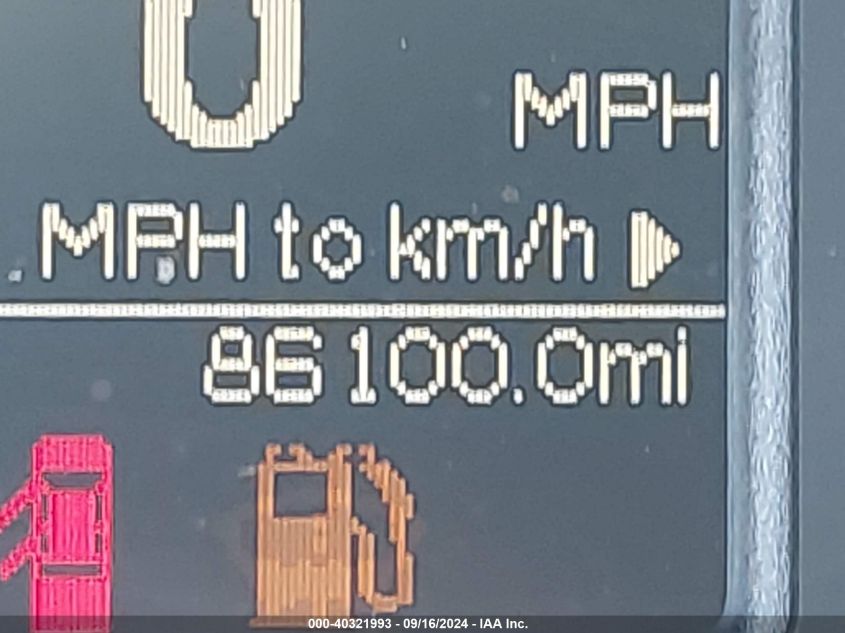 0
MPH
MPH to km/h
86100.0mi
000-40321993 - 09/16/2024 - IAA Inc.